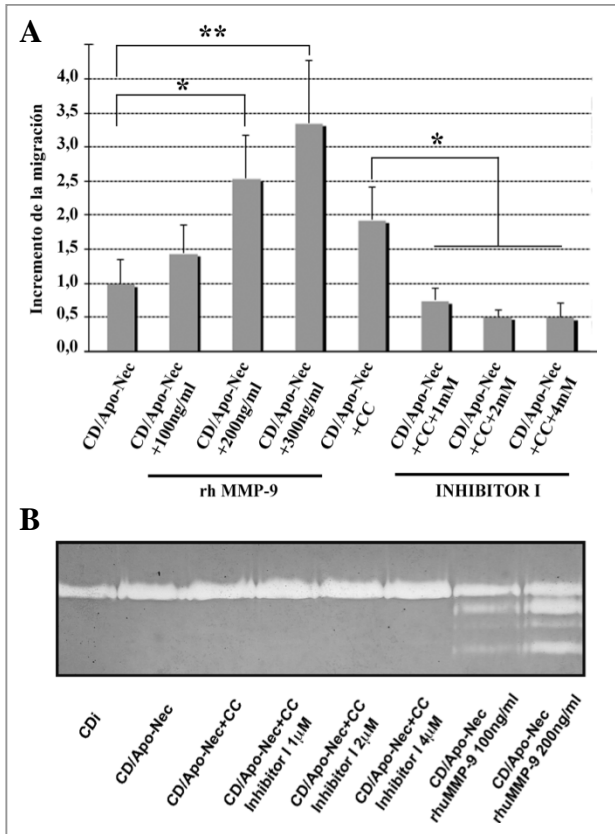 A
**
*
*
Incremento de la migración
4,0
3,5
3,0
2,5
2,0
1,5
1,0
0,5
0,0
CD/Apo-Nec
CD/Apo-Nec
+100ng/ml
CD/Apo-Nec
+200ng/ml
CD/Apo-Nec
+300ng/ml
CD/Apo-Nec
+CC
CD/Apo-Nec
+CC+1mM
CD/Apo-Nec
+CC+2mM
CD/Apo-Nec
+CC+4mM
rh MMP-9
INHIBITOR I
B
CDi
CD/Apo-Nec
CD/Apo-Nec+CC
CD/Apo-Nec+CC
Inhibitor I 1µM
CD/Apo-Nec+CC
Inhibitor I 2µM
CD/Apo-Nec+CC
Inhibitor I 4µM
CD/Apo-Nec
rhuMMP-9 100ng/ml
CD/Apo-Nec
rhuMMP-9 200ng/ml